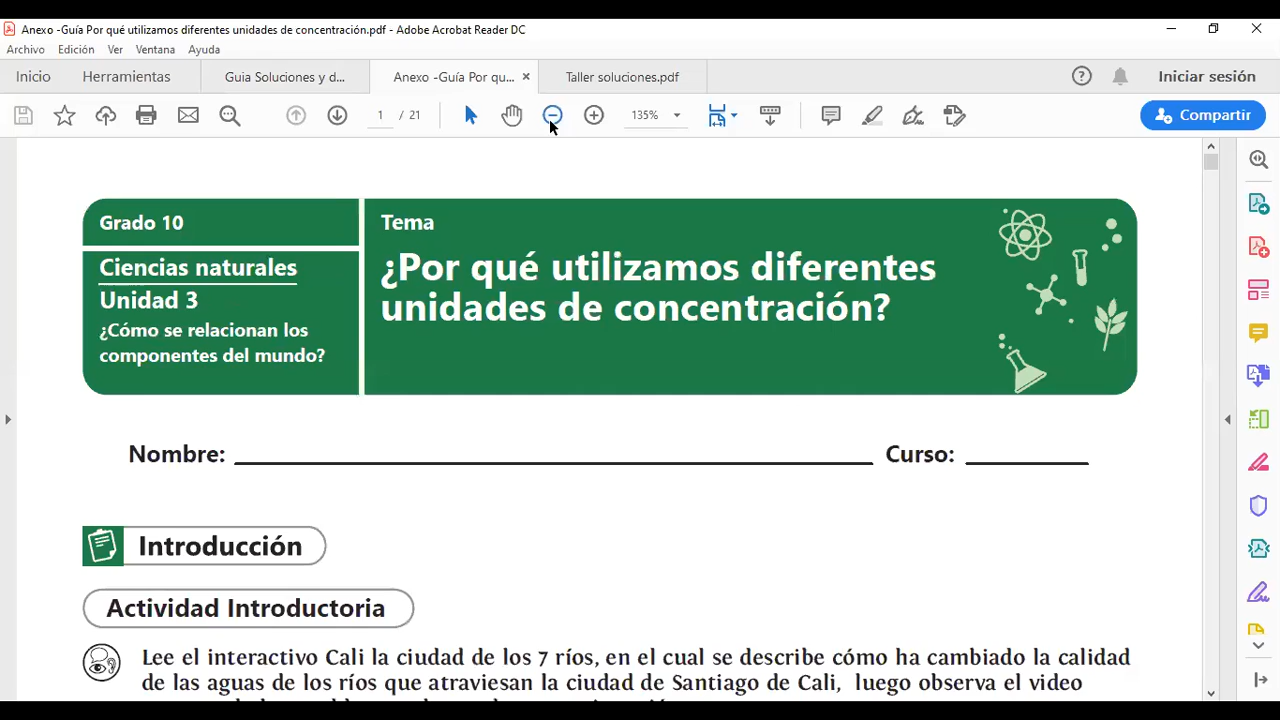 Anexo -Guía Por qué utilizamos diferentes unidades de concentración.pdf - Adobe Acrobat Reader DC
Archivo Edición Ver Ventana Ayuda
Inicio Herramientas Guia Soluciones y d... Anexo -Guía Por qu... Taller soluciones.pdf Iniciar sesión
1 / 21 135% Compartir
Grado 10
Ciencias naturales
Unidad 3
¿Cómo se relacionan los
componentes del mundo?
Tema
¿Por qué utilizamos diferentes
unidades de concentración?
Nombre: Curso:
Introducción
Actividad Introductoria
Lee el interactivo Cali la ciudad de los 7 ríos, en el cual se describe cómo ha cambiado la calidad
de las aguas de los ríos que atraviesan la ciudad de Santiago de Cali, luego observa el video